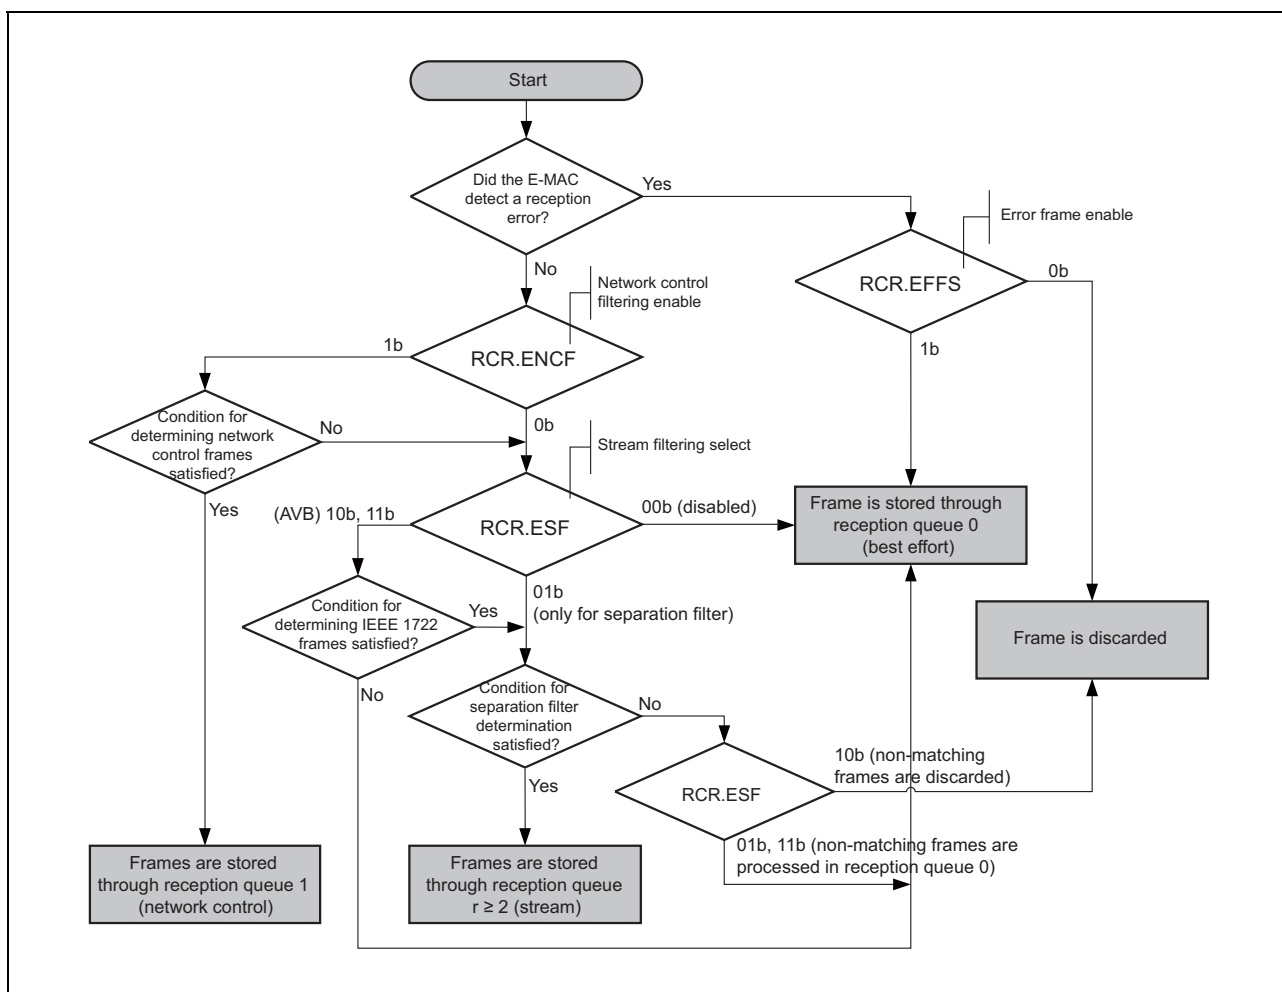 Start
Did the E-MAC
detect a reception
error?
Yes
No
Error frame enable
RCR.EFFS
0b
1b
Network control
filtering enable
RCR.ENCF
1b
0b
Condition for
determining network
control frames
satisfied?
No
Yes
Stream filtering select
RCR.ESF
(AVB) 10b, 11b
00b (disabled)
01b
(only for separation filter)
Frame is stored through
reception queue 0
(best effort)
Condition for
determining IEEE 1722
frames satisfied?
Yes
No
Frame is discarded
Condition for
separation filter
determination
satisfied?
No
Yes
RCR.ESF
10b (non-matching
frames are discarded)
01b, 11b (non-matching frames are
processed in reception queue 0)
Frames are stored
through reception queue 1
(network control)
Frames are stored
through reception queue
r ≥ 2 (stream)